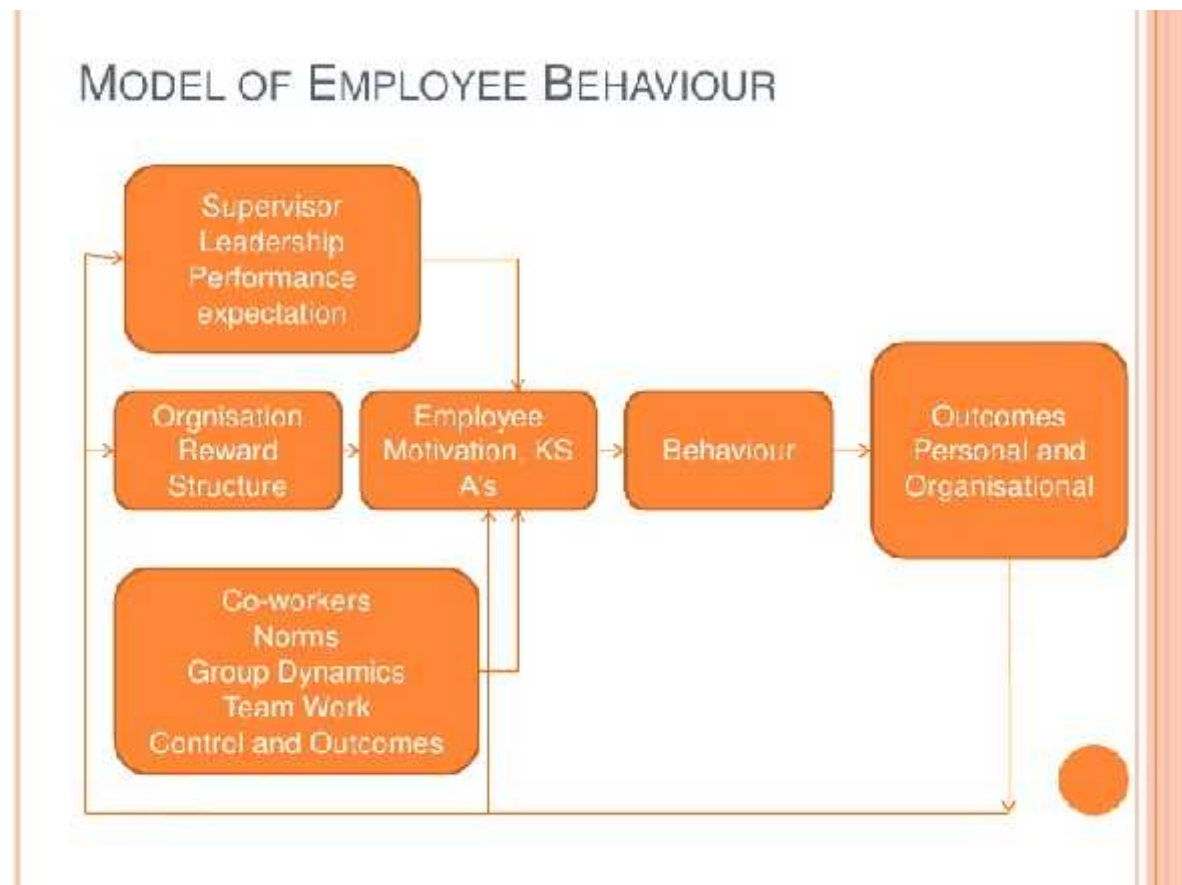 MODEL OF EMPLOYEE BEHAVIOUR
Supervisor
Leadership
Performance
expectation
Orgnisation
Reward
Structure
Employee
Motivation, KS
A's
Behaviour
Outcomes
Personal and
Organisational
Co-workers
Norms
Group Dynamics
Team Work
Control and Outcomes